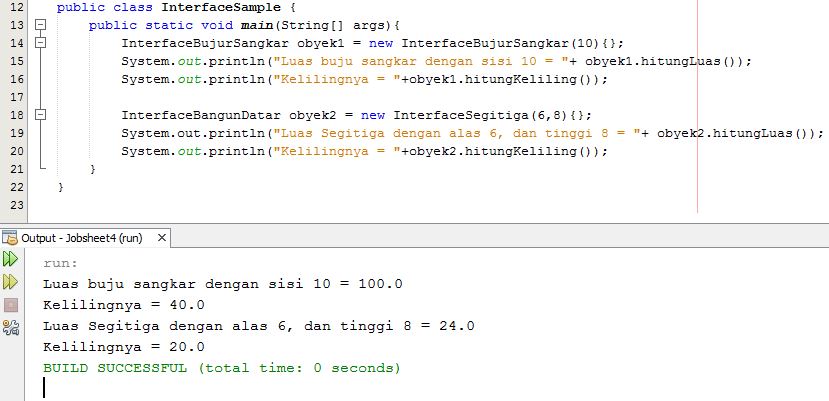 12 public class InterfaceSample {
13 public static void main(String[] args){
14 InterfaceBujurSangkar obyek1 = new InterfaceBujurSangkar(10){};
15 System.out.println("Luas buju sangkar dengan sisi 10 = "+ obyek1.hitungLuas());
16 System.out.println("Kelilingnya = "+obyek1.hitungKeliling());
17
18 InterfaceBangunDatar obyek2 = new InterfaceSegitiga(6,8){};
19 System.out.println("Luas Segitiga dengan alas 6, dan tinggi 8 = "+ obyek2.hitungLuas());
20 System.out.println("Kelilingnya = "+obyek2.hitungKeliling());
21 }
22 }
23
Output - Jobsheet4 (run)
run:
Luas buju sangkar dengan sisi 10 = 100.0
Kelilingnya = 40.0
Luas Segitiga dengan alas 6, dan tinggi 8 = 24.0
Kelilingnya = 20.0
BUILD SUCCESSFUL (total time: 0 seconds)